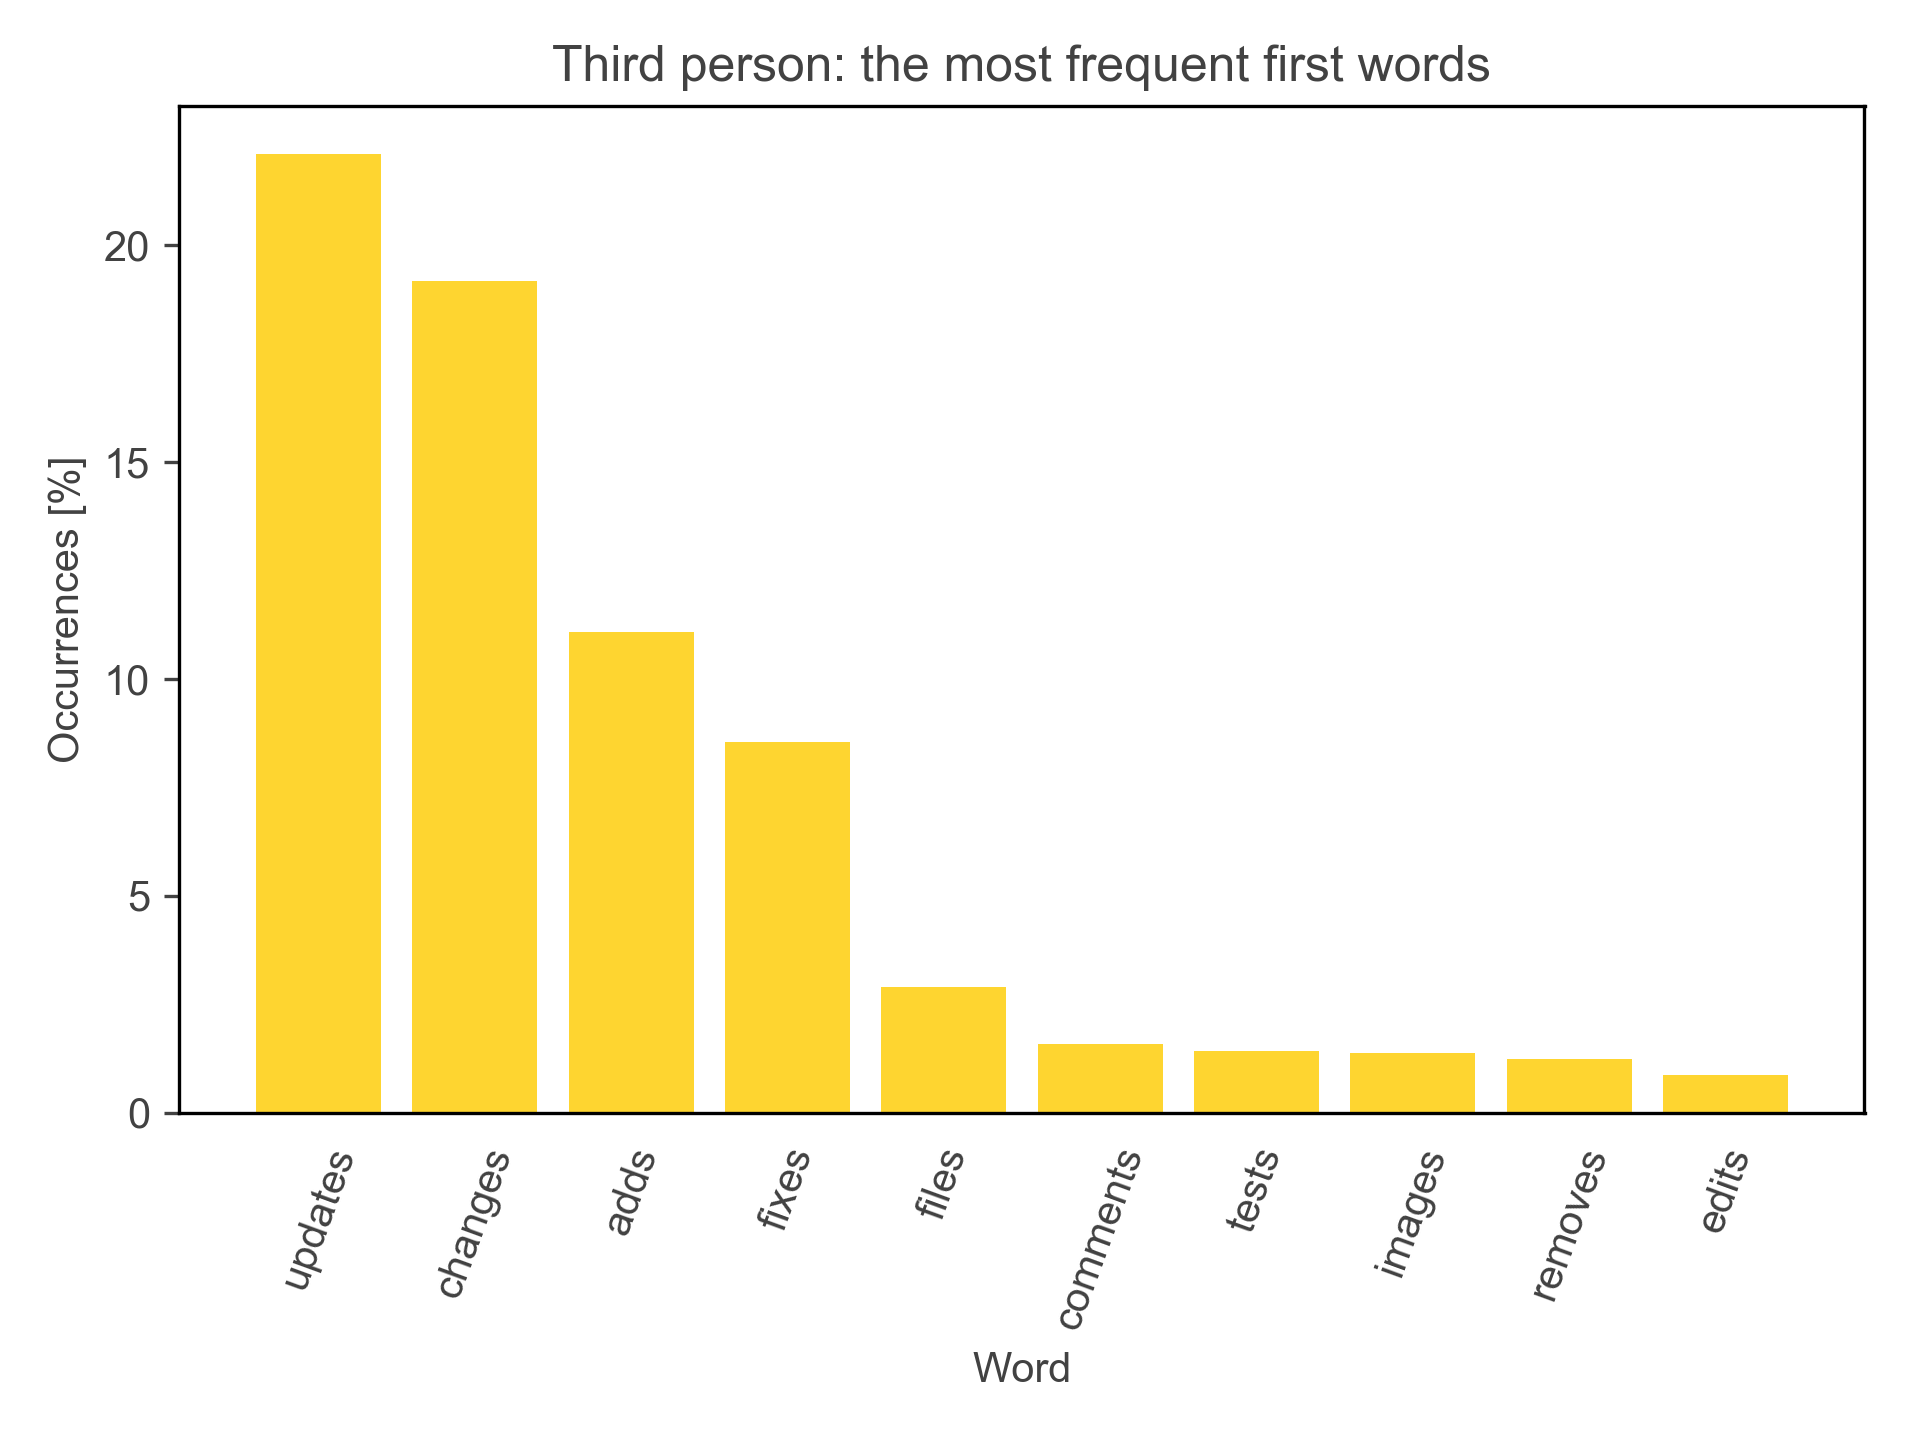 Third person: the most frequent first words
Occurrences [%]
20
15
10
5
0
updates
changes
adds
fixes
files
comments
tests
images
removes
edits
Word